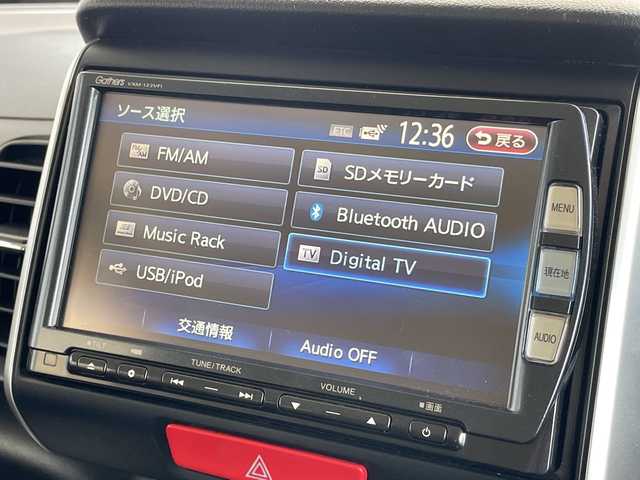 Gathers
ソース選択
ETC 12:36 戻る
FM/AM
SDメモリーカード
DVD/CD
Bluetooth AUDIO
Music Rack
TV Digital TV
USB/iPod
交通情報
Audio OFF
MENU
現在地
AUDIO
TILT
TUNE/TRACK
VOLUME
画面